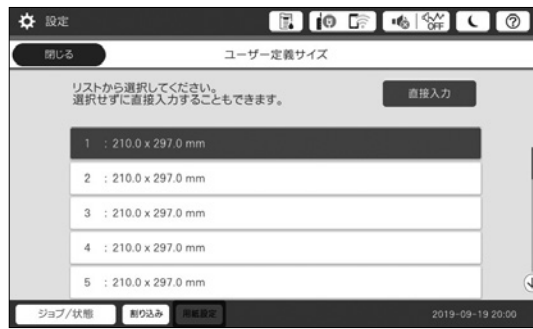 設定
OFF
閉じる
ユーザー定義サイズ
リストから選択してください。
選択せずに直接入力することもできます。
直接入力
1 : 210.0 x 297.0 mm
2 : 210.0 x 297.0 mm
3 : 210.0 x 297.0 mm
4 : 210.0 x 297.0 mm
5 : 210.0 x 297.0 mm
ジョブ/状態
割り込み
用紙設定
2019-09-19 20:00